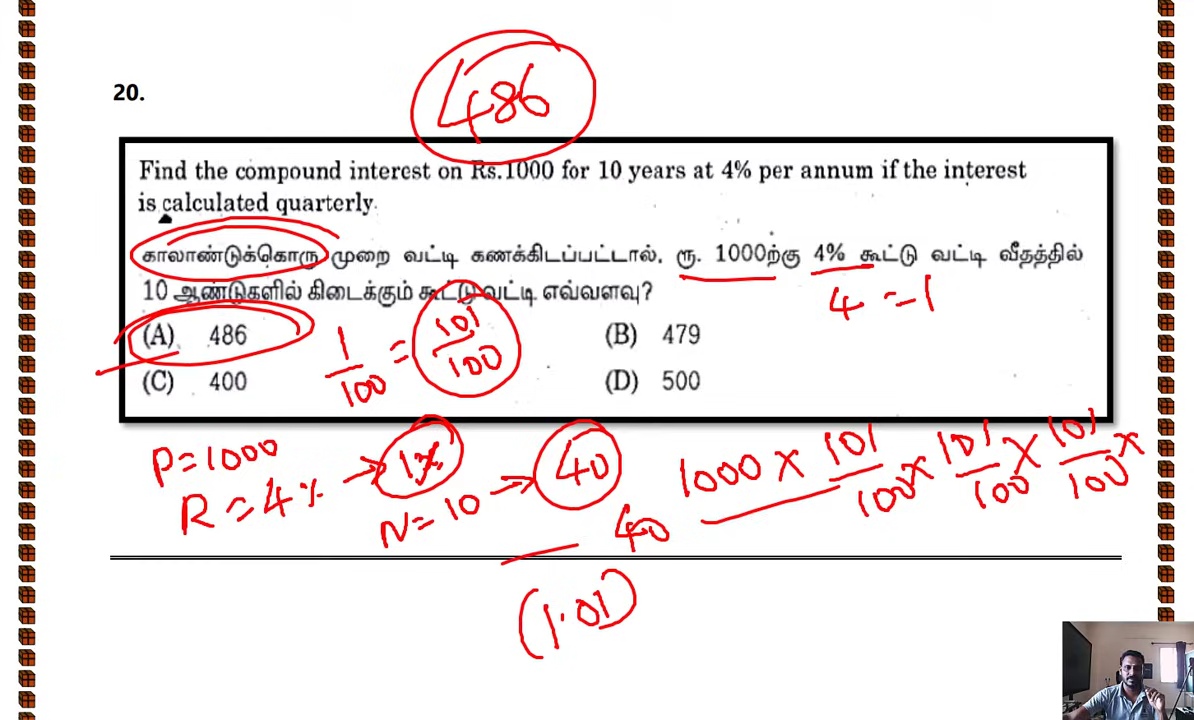 486
20.
Find the compound interest on Rs.1000 for 10 years at 4% per annum if the interest
is calculated quarterly.
காலாண்டுக்கொரு முறை வட்டி கணக்கிடப்பட்டால், ரூ. 1000ற்கு 4% கூட்டு வட்டி வீதத்தில்
10 ஆண்டுகளில் கிடைக்கும் கூட்டு வட்டி எவ்வளவு?
4 = 1
(A) 486
(B) 479
1/100 = 101/100
(C) 400
(D) 500
P=1000
R = 4% → 1%
N = 10 → 40
1000 × 101/100 × 101/100 × 101/100 ×
40
(1.01)